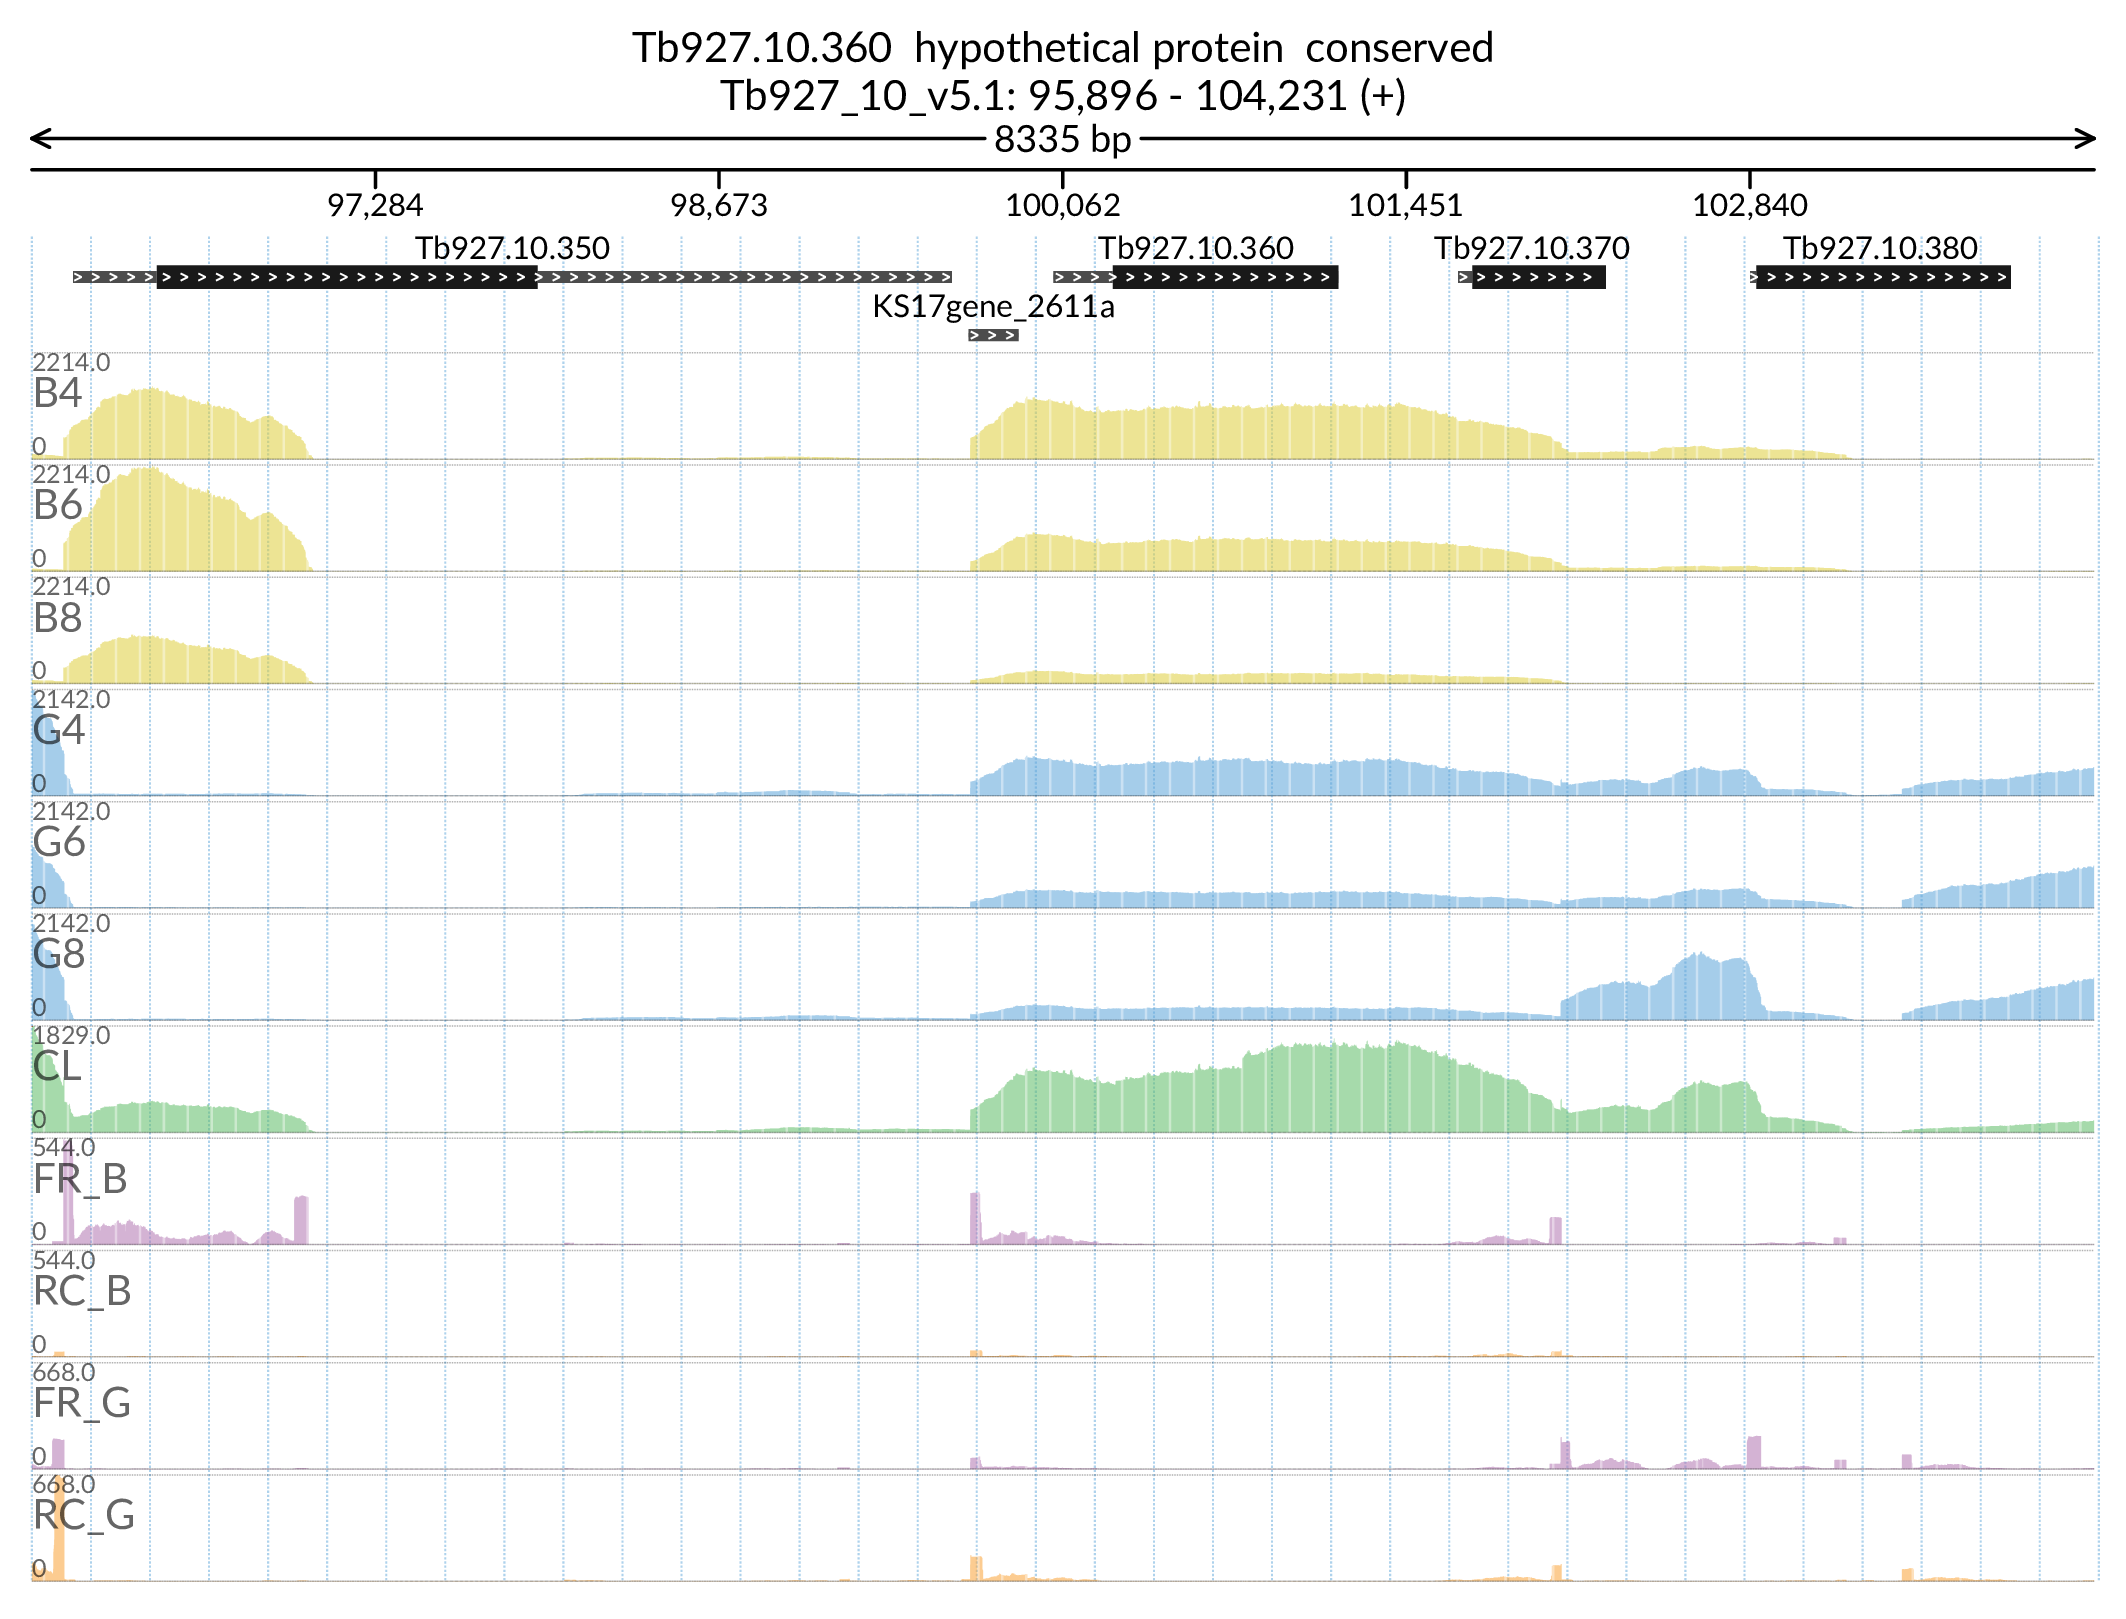 Tb927.10.360  hypothetical protein  conserved
Tb927_10_v5.1: 95,896 - 104,231 (+)
8335 bp
97,284 98,673 100,062 101,451 102,840
Tb927.10.350 Tb927.10.360 Tb927.10.370 Tb927.10.380
KS17gene_2611a
2214.0
B4
0
2214.0
B6
0
2214.0
B8
0
2142.0
G4
0
2142.0
G6
0
2142.0
G8
0
1829.0
CL
0
544.0
FR_B
0
544.0
RC_B
0
668.0
FR_G
0
668.0
RC_G
0